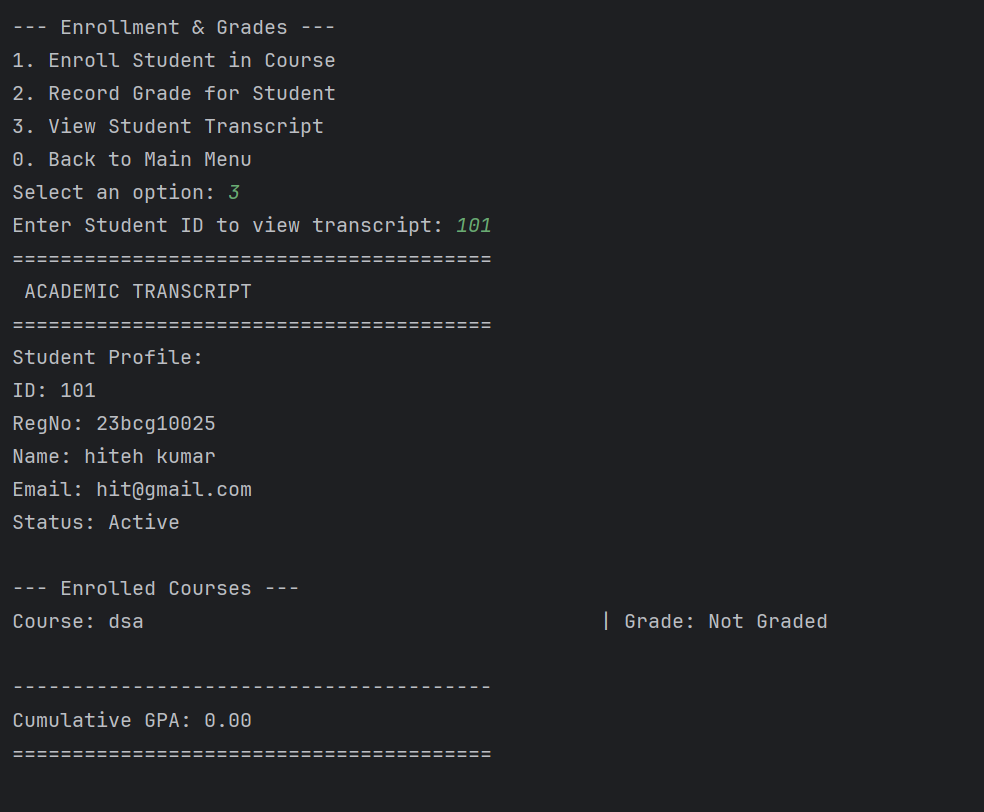 --- Enrollment & Grades ---
1. Enroll Student in Course
2. Record Grade for Student
3. View Student Transcript
0. Back to Main Menu
Select an option: 3
Enter Student ID to view transcript: 101
========================================
 ACADEMIC TRANSCRIPT
========================================
Student Profile:
ID: 101
RegNo: 23bcg10025
Name: hiteh kumar
Email: hit@gmail.com
Status: Active

--- Enrolled Courses ---
Course: dsa                                      | Grade: Not Graded

----------------------------------------
Cumulative GPA: 0.00
========================================